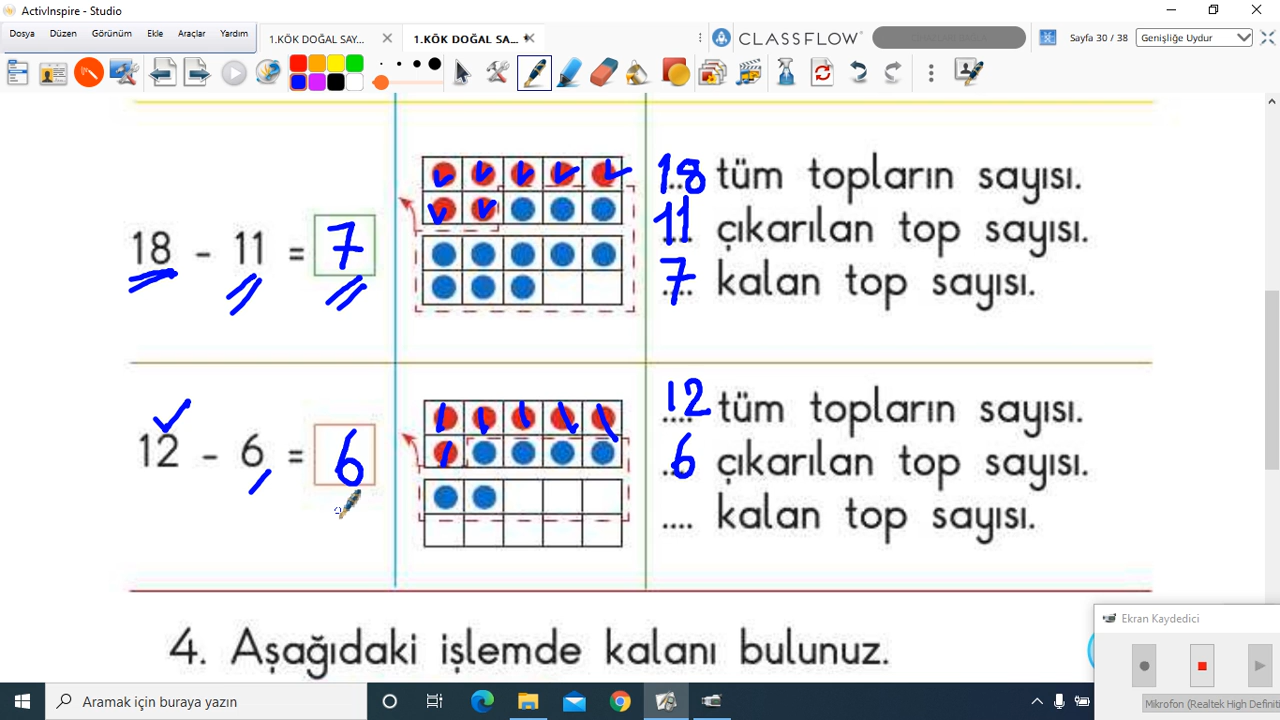 ActivInspire - Studio
Dosya Düzen Görünüm Ekle Araçlar Yardım
1.KÖK DOĞAL SAY...
1.KÖK DOĞAL SA...
CLASSFLOW
Sayfa 30 / 38
Genişliğe Uydur
18 - 11 = 7
18 tüm topların sayısı.
11 çıkarılan top sayısı.
7 kalan top sayısı.
12 - 6 = 6
12 tüm topların sayısı.
6 çıkarılan top sayısı.
.... kalan top sayısı.
4. Aşağıdaki işlemde kalanı bulunuz.
Ekran Kaydedici
Mikrofon (Realtek High Definit
Aramak için buraya yazın